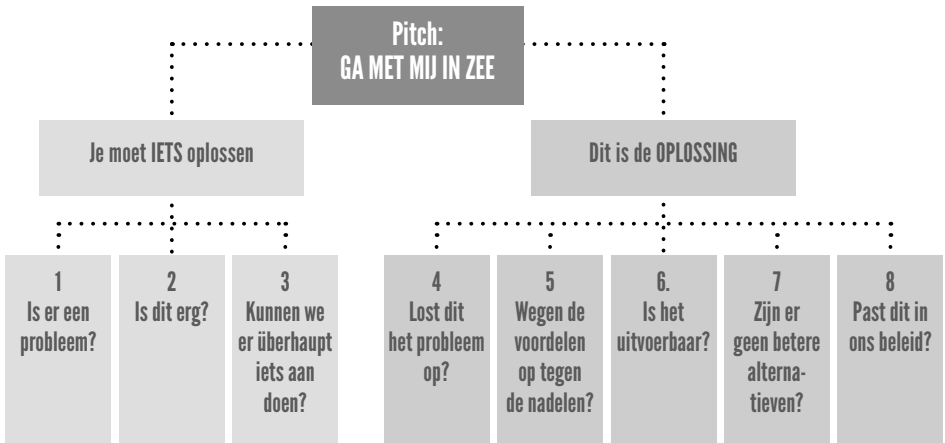 Pitch:
GA MET MIJ IN ZEE
Je moet IETS oplossen
Dit is de OPLOSSING
1
Is er een
probleem?
2
Is dit erg?
3
Kunnen we
er überhaupt
iets aan
doen?
4
Lost dit
het probleem
op?
5
Wegen de
voordelen
op tegen
de nadelen?
6.
Is het
uitvoerbaar?
7
Zijn er
geen betere
alterna-
tieven?
8
Past dit in
ons beleid?